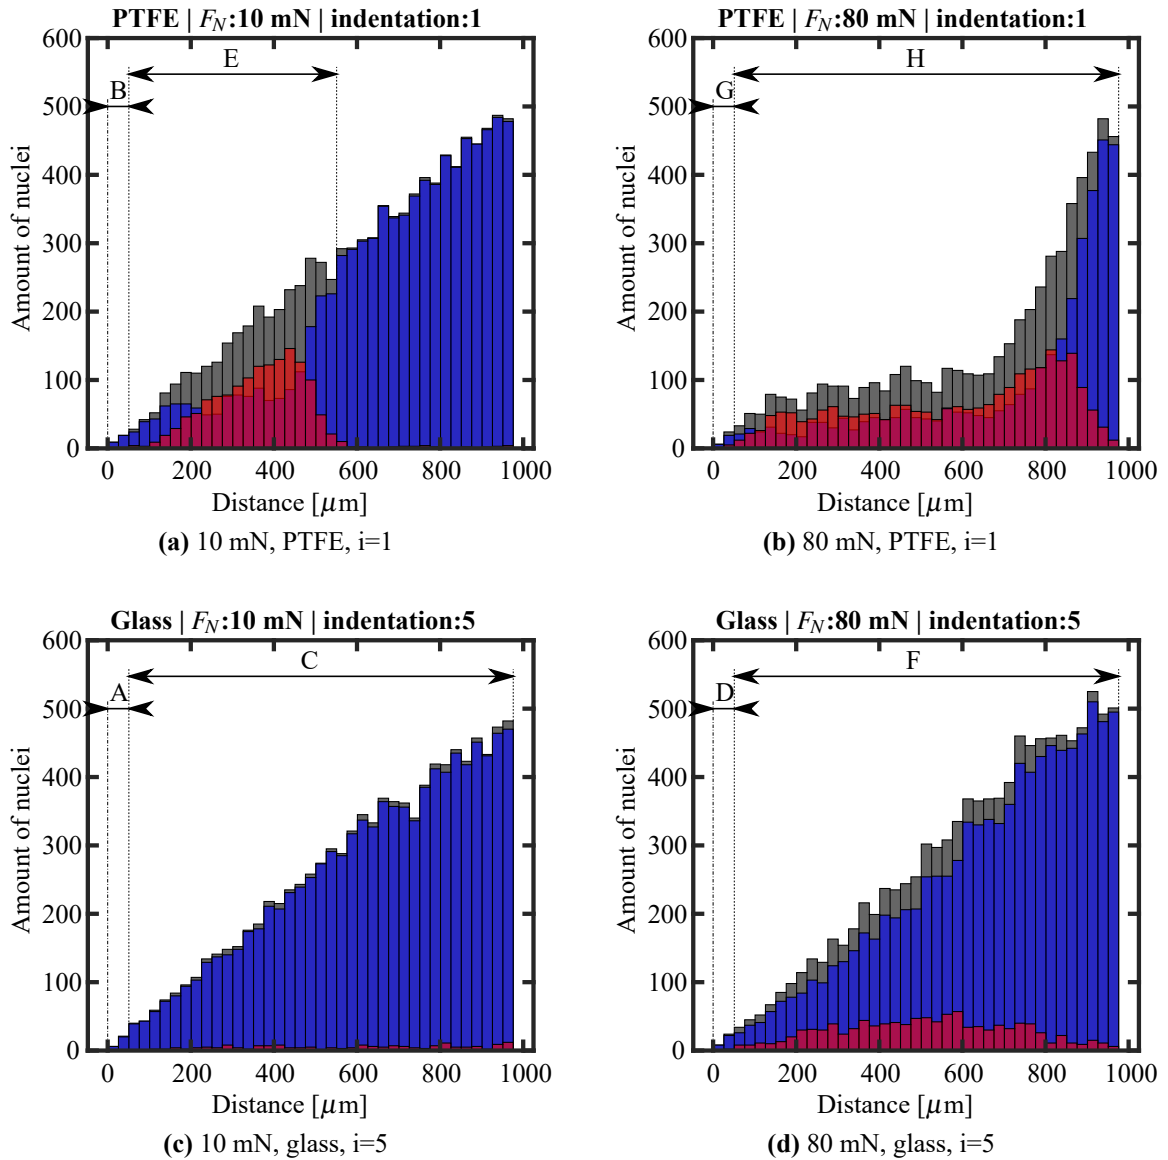 PTFE | F_N:10 mN | indentation:1
600
500
400
300
200
100
0
Amount of nuclei
B
E
0 200 400 600 800 1000
Distance [μm]
(a) 10 mN, PTFE, i=1
PTFE | F_N:80 mN | indentation:1
600
500
400
300
200
100
0
Amount of nuclei
G
H
0 200 400 600 800 1000
Distance [μm]
(b) 80 mN, PTFE, i=1
Glass | F_N:10 mN | indentation:5
600
500
400
300
200
100
0
Amount of nuclei
A
C
0 200 400 600 800 1000
Distance [μm]
(c) 10 mN, glass, i=5
Glass | F_N:80 mN | indentation:5
600
500
400
300
200
100
0
Amount of nuclei
D
F
0 200 400 600 800 1000
Distance [μm]
(d) 80 mN, glass, i=5